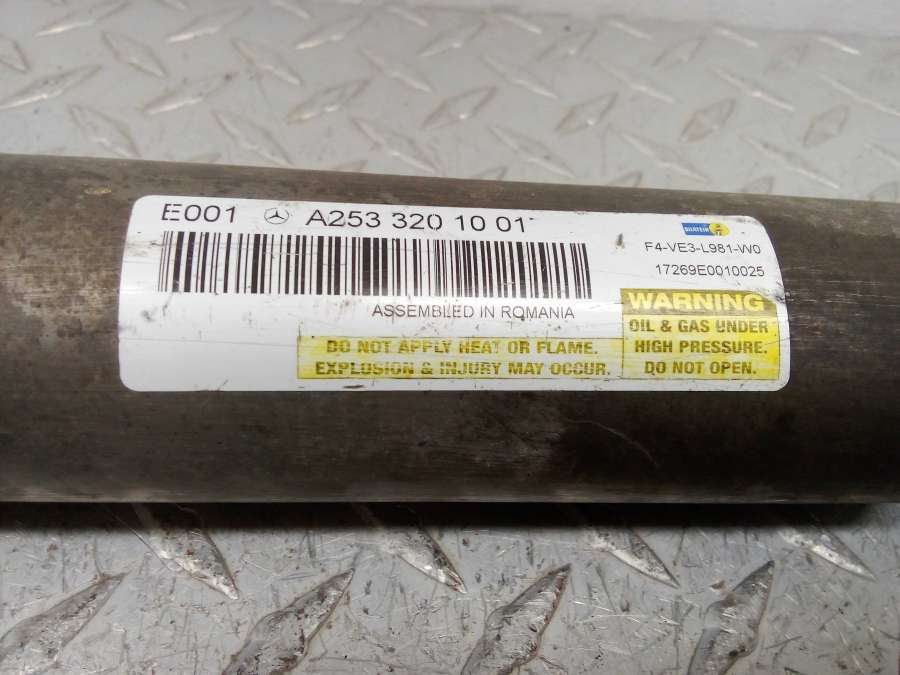 E001 A253 320 10 01
BILSTEIN
F4-VE3-L981-W0
17269E0010025
ASSEMBLED IN ROMANIA
WARNING
OIL & GAS UNDER
HIGH PRESSURE.
DO NOT OPEN.
DO NOT APPLY HEAT OR FLAME.
EXPLOSION & INJURY MAY OCCUR.